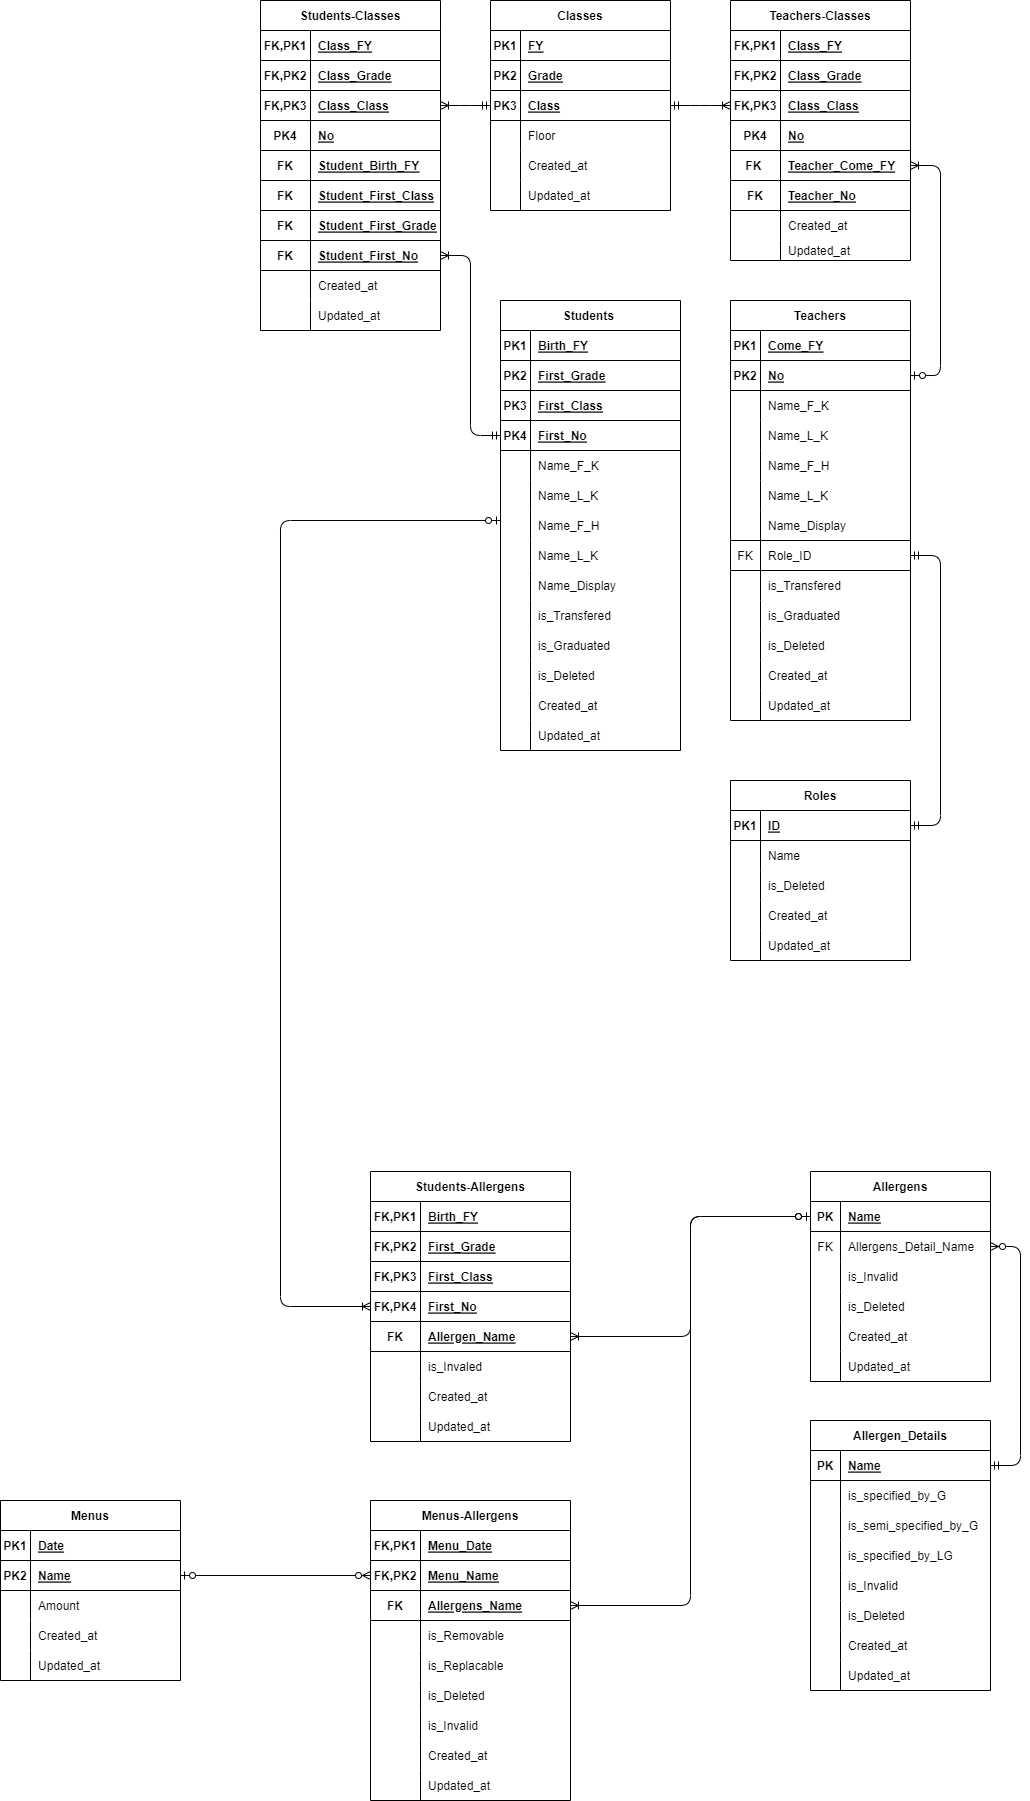 Students-Classes
FK,PK1 Class_FY
FK,PK2 Class_Grade
FK,PK3 Class_Class
PK4 No
FK Student_Birth_FY
FK Student_First_Class
FK Student_First_Grade
FK Student_First_No
Created_at
Updated_at
Classes
PK1 FY
PK2 Grade
PK3 Class
Floor
Created_at
Updated_at
Teachers-Classes
FK,PK1 Class_FY
FK,PK2 Class_Grade
FK,PK3 Class_Class
PK4 No
FK Teacher_Come_FY
FK Teacher_No
Created_at
Updated_at
Students
PK1 Birth_FY
PK2 First_Grade
PK3 First_Class
PK4 First_No
Name_F_K
Name_L_K
Name_F_H
Name_L_K
Name_Display
is_Transfered
is_Graduated
is_Deleted
Created_at
Updated_at
Teachers
PK1 Come_FY
PK2 No
Name_F_K
Name_L_K
Name_F_H
Name_L_K
Name_Display
FK Role_ID
is_Transfered
is_Graduated
is_Deleted
Created_at
Updated_at
Roles
PK1 ID
Name
is_Deleted
Created_at
Updated_at
Students-Allergens
FK,PK1 Birth_FY
FK,PK2 First_Grade
FK,PK3 First_Class
FK,PK4 First_No
FK Allergen_Name
is_Invaled
Created_at
Updated_at
Allergens
PK Name
FK Allergens_Detail_Name
is_Invalid
is_Deleted
Created_at
Updated_at
Allergen_Details
PK Name
is_specified_by_G
is_semi_specified_by_G
is_specified_by_LG
is_Invalid
is_Deleted
Created_at
Updated_at
Menus
PK1 Date
PK2 Name
Amount
Created_at
Updated_at
Menus-Allergens
FK,PK1 Menu_Date
FK,PK2 Menu_Name
FK Allergens_Name
is_Removable
is_Replacable
is_Deleted
is_Invalid
Created_at
Updated_at